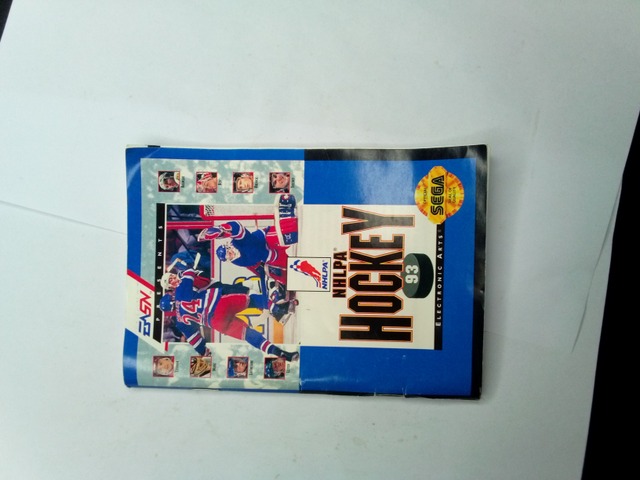 EASN
PRESENTS
24
NHLPA
NHLPA®
HOCKEY
93
ELECTRONIC ARTS®
SEGA